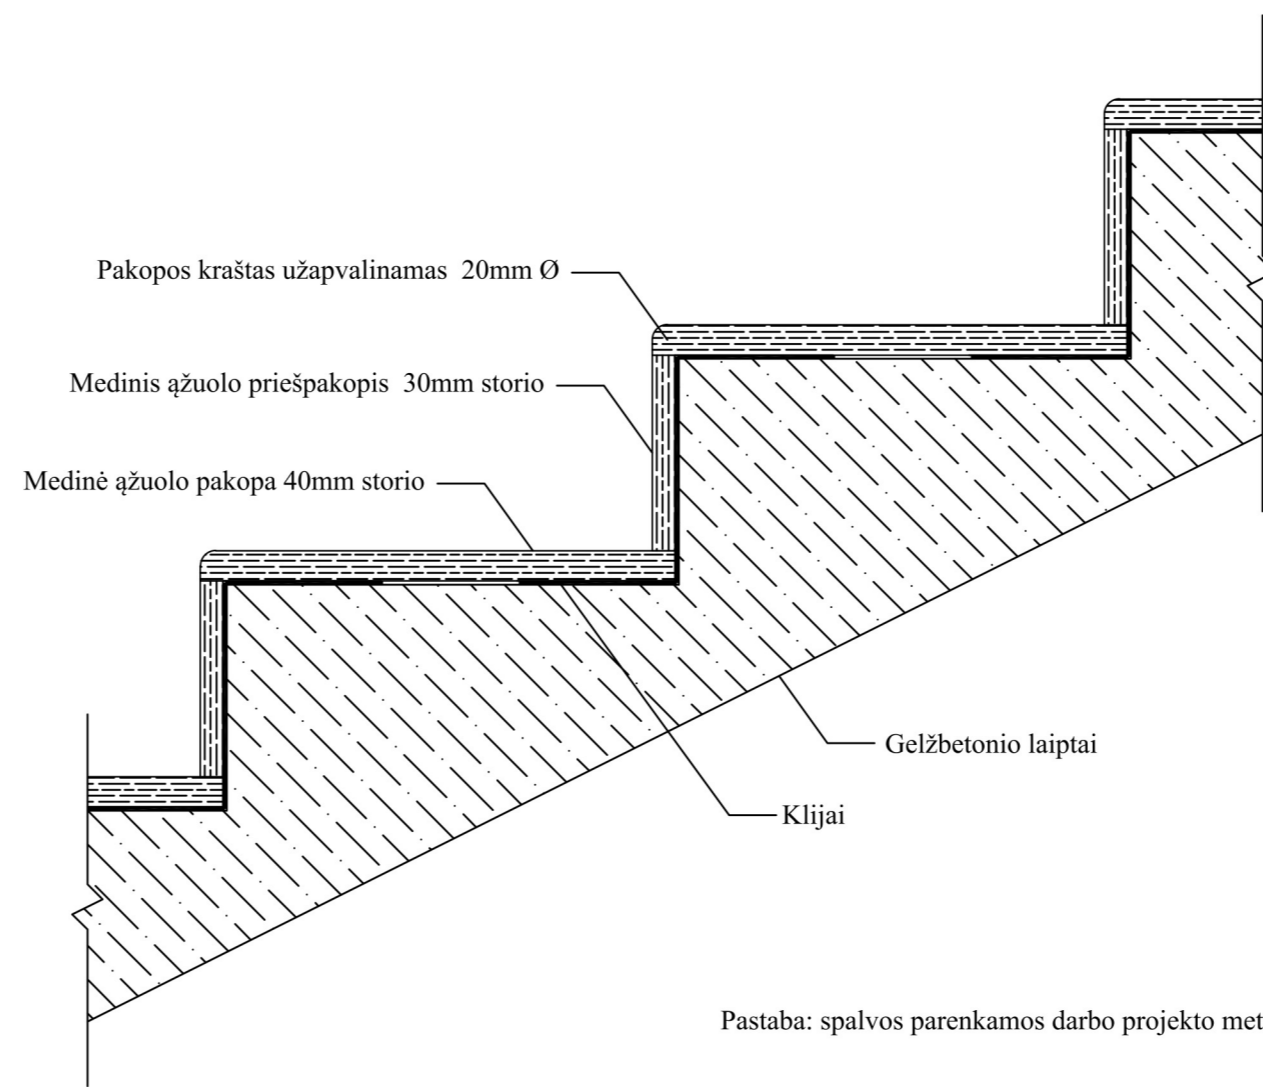 Pakopos kraštas užapvalinamas 20mm Ø
Medinis ąžuolo priešpakopis 30mm storio
Medinė ąžuolo pakopa 40mm storio
Gelžbetonio laiptai
Klijai
Pastaba: spalvos parenkamos darbo projekto met